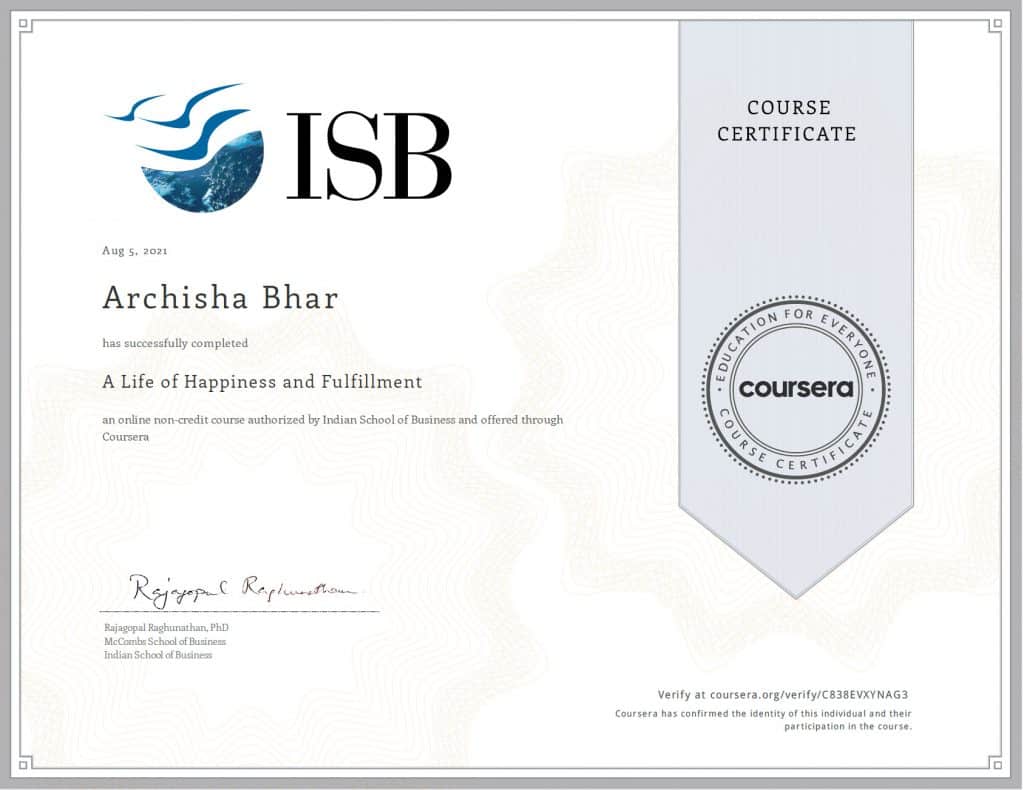 ISB
COURSE
CERTIFICATE
Aug 5, 2021
Archisha Bhar
has successfully completed
A Life of Happiness and Fulfillment
an online non-credit course authorized by Indian School of Business and offered through
Coursera
EDUCATION FOR EVERYONE
coursera
COURSE CERTIFICATE
Rajagopal Raghunathan
Rajagopal Raghunathan, PhD
McCombs School of Business
Indian School of Business
Verify at coursera.org/verify/C838EVXYNAG3
Coursera has confirmed the identity of this individual and their
participation in the course.